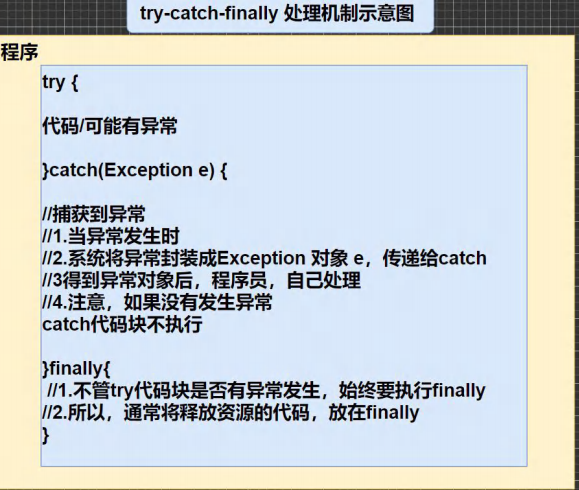 try-catch-finally 处理机制示意图
程序
try {
代码/可能有异常
}catch(Exception e) {
//捕获到异常
//1.当异常发生时
//2.系统将异常封装成Exception 对象 e，传递给catch
//3得到异常对象后，程序员，自己处理
//4.注意，如果没有发生异常
catch代码块不执行
}finally{
//1.不管try代码块是否有异常发生，始终要执行finally
//2.所以，通常将释放资源的代码，放在finally
}